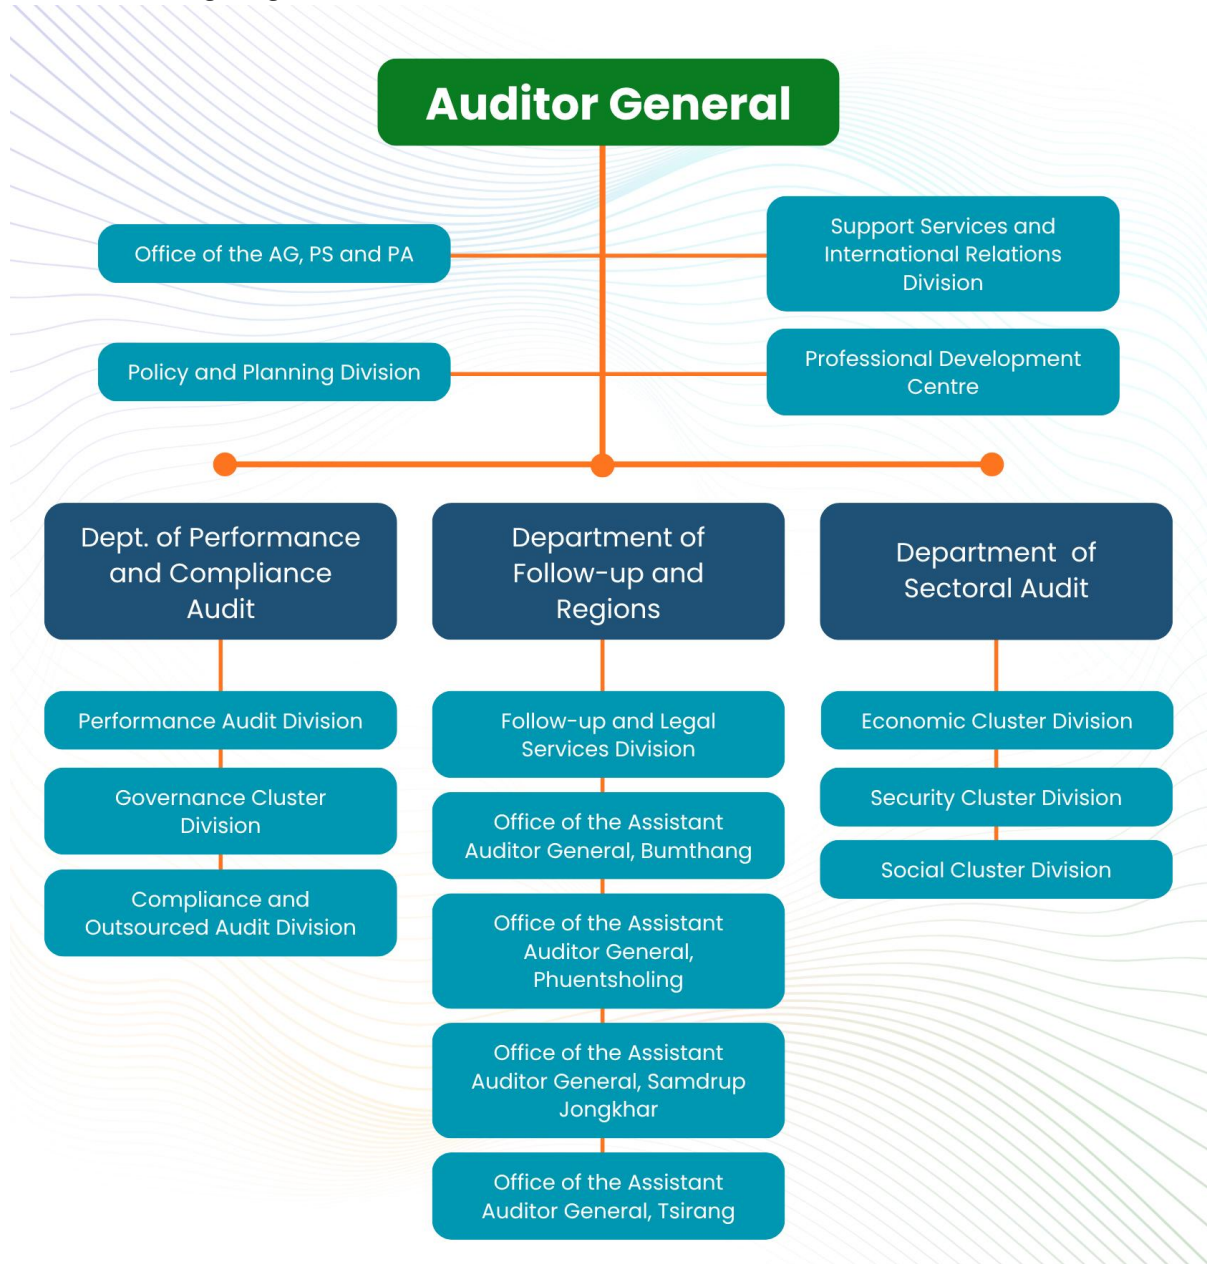 Auditor General
Office of the AG, PS and PA
Support Services and
International Relations
Division
Policy and Planning Division
Professional Development
Centre
Dept. of Performance
and Compliance
Audit
Performance Audit Division
Governance Cluster
Division
Compliance and
Outsourced Audit Division
Department of
Follow-up and
Regions
Follow-up and Legal
Services Division
Office of the Assistant
Auditor General, Bumthang
Office of the Assistant
Auditor General,
Phuentsholing
Office of the Assistant
Auditor General, Samdrup
Jongkhar
Office of the Assistant
Auditor General, Tsirang
Department of
Sectoral Audit
Economic Cluster Division
Security Cluster Division
Social Cluster Division